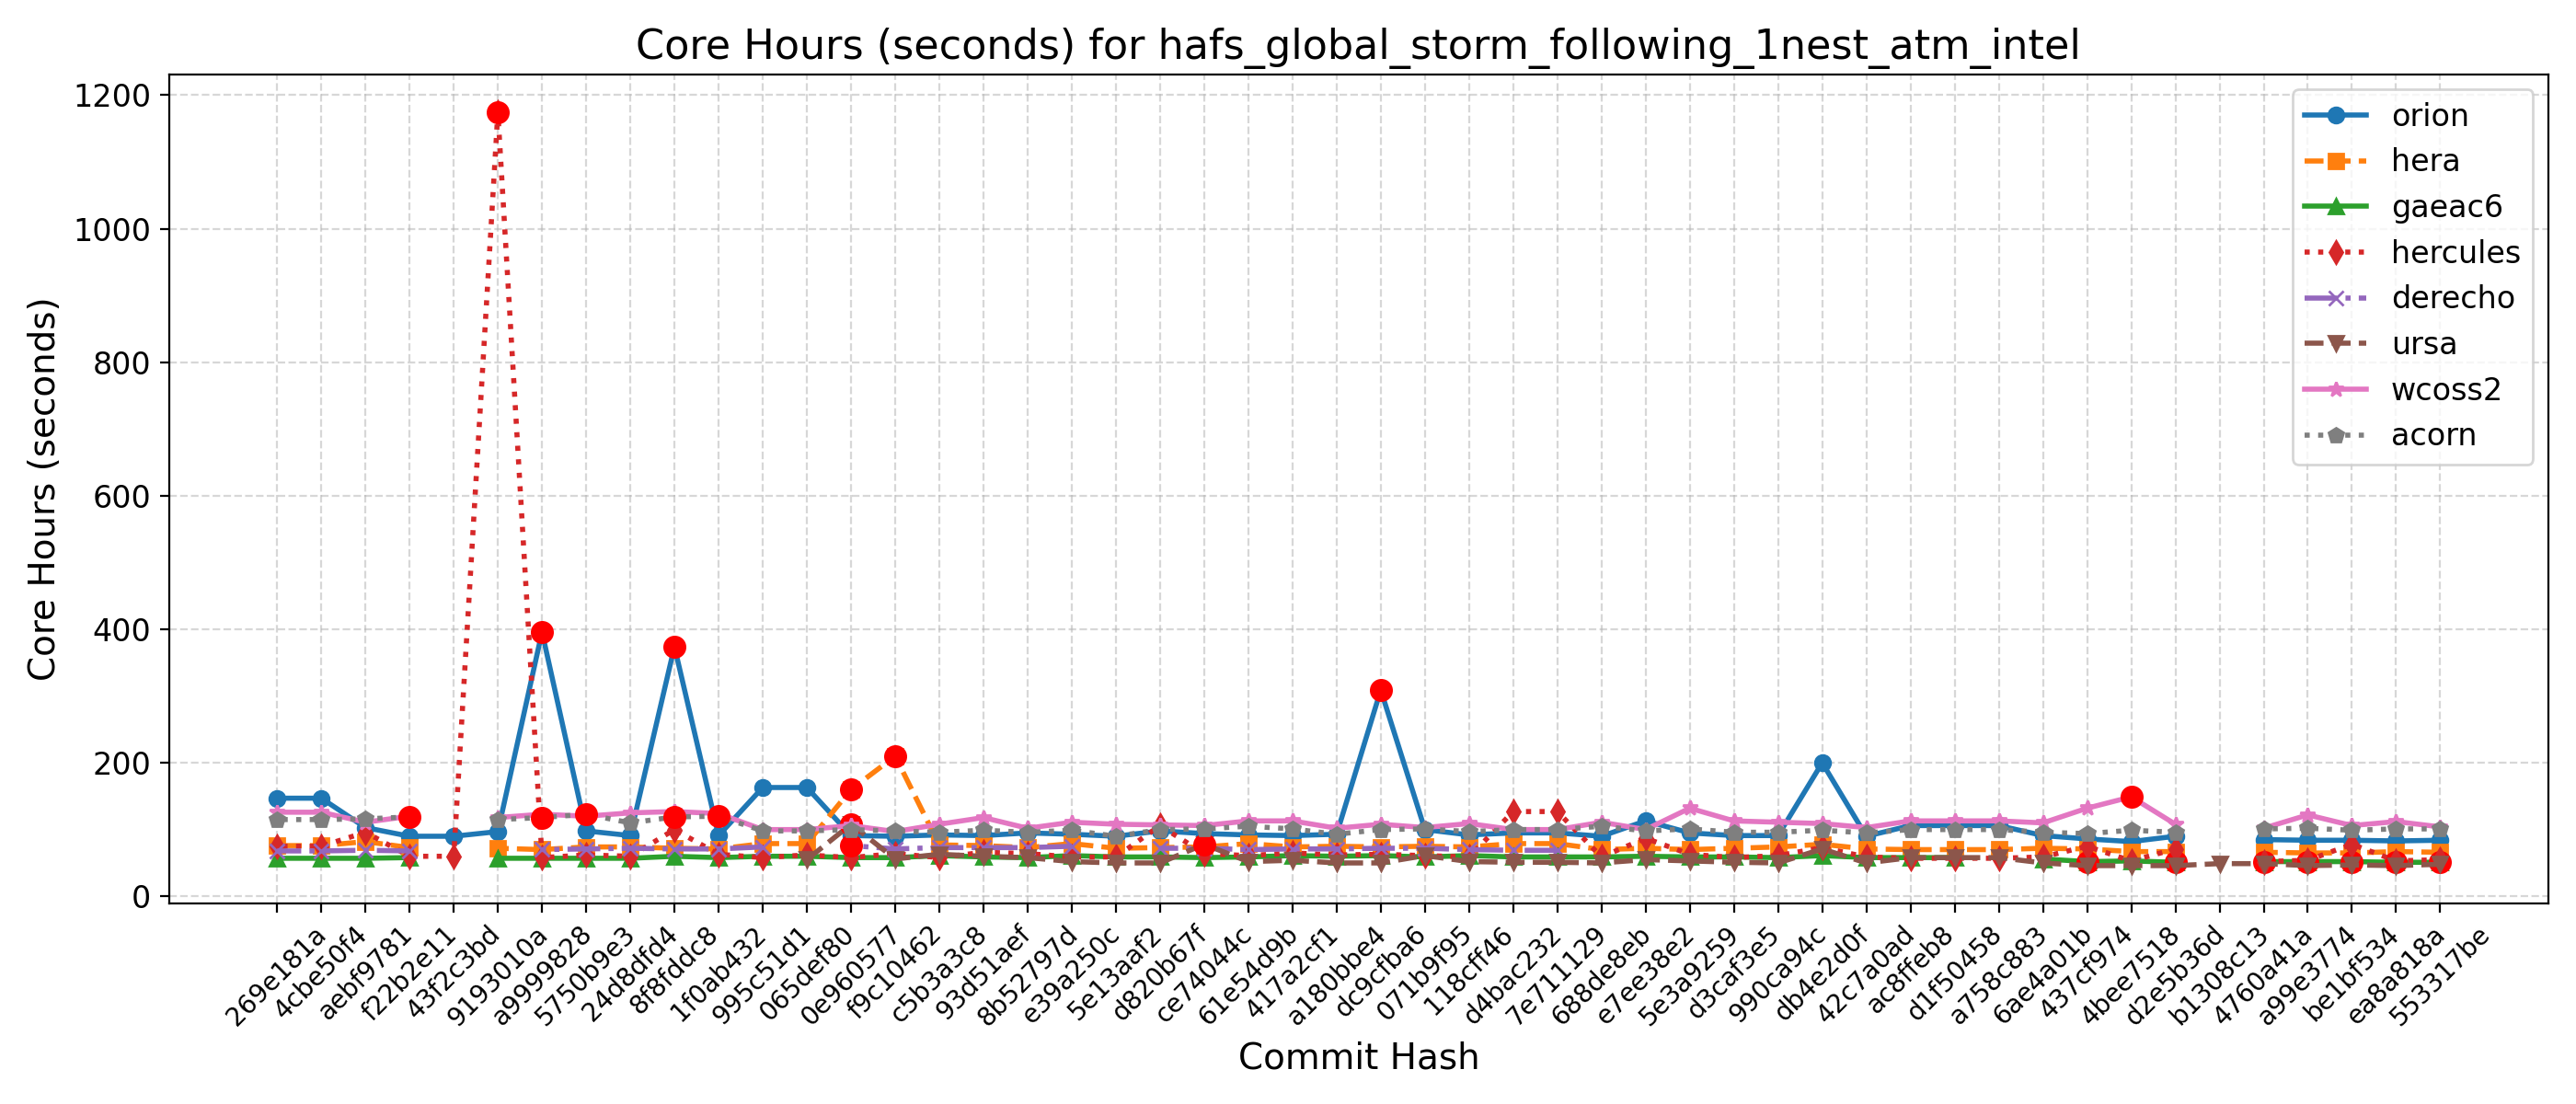 Core Hours (seconds) for hafs_global_storm_following_1nest_atm_intel
Core Hours (seconds)
1200
1000
800
600
400
200
0
orion
hera
gaeac6
hercules
derecho
ursa
wcoss2
acorn
269e181a
4cbe50f4
aebf9781
f22b2e11
43f2c3bd
9193010a
a9999828
5750b9e3
24d8dfd4
8f8fddc8
1f0ab432
995c51d1
065def80
0e960577
f9c10462
c5b3a3c8
93d51aef
8b52797d
e39a250c
5e13aaf2
d820b67f
ce74044c
61e54d9b
417a2cf1
a180bbe4
dc9cfba6
071b9f95
118cff46
d4bac232
7e711129
688de8eb
e7ee38e2
5e3a9259
d3caf3e5
990ca94c
db4e2d0f
42c7a0ad
ac8ffeb8
d1f50458
a758c883
6ae4a01b
437cf974
4bee7518
d2e5b36d
b1308c13
4760a41a
a99e3774
be1bf534
ea8a818a
553317be
Commit Hash